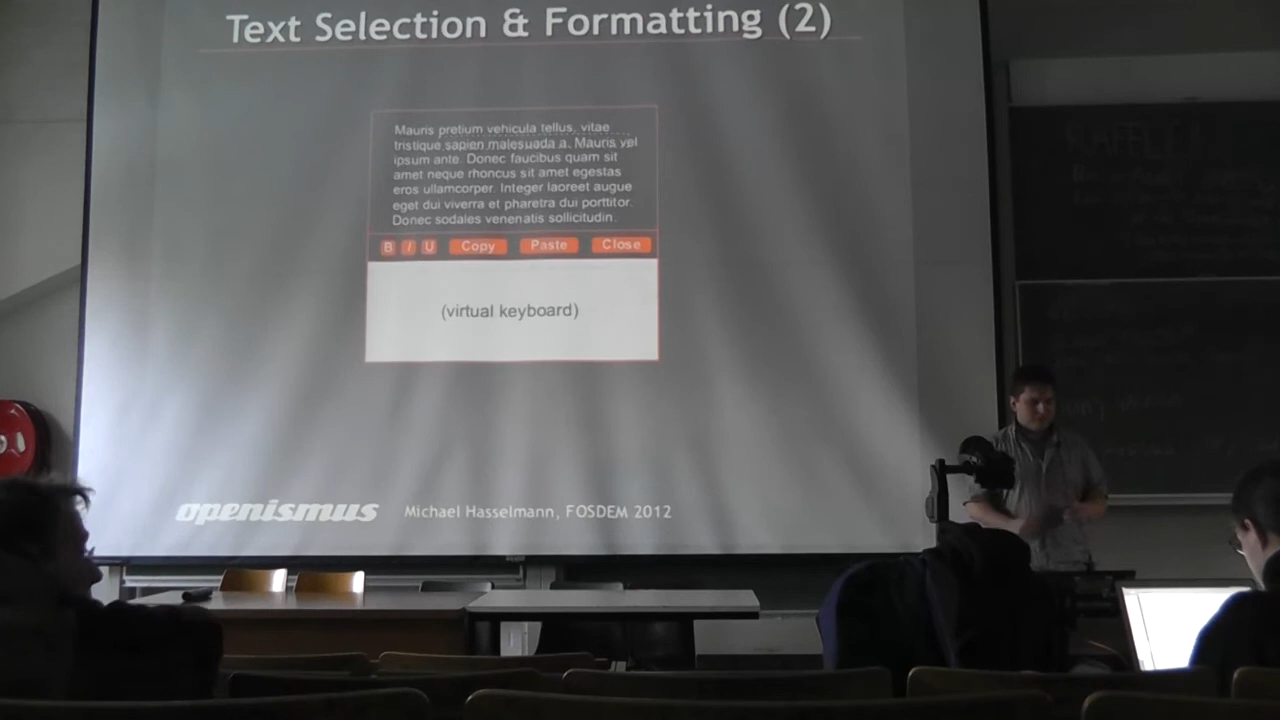 Text Selection & Formatting (2)
Mauris pretium vehicula tellus, vitae
tristique sapien malesuada a. Mauris vel
ipsum ante. Donec faucibus quam sit
amet neque rhoncus sit amet egestas
eros ullamcorper. Integer laoreet augue
eget dui viverra et pharetra dui porttitor.
Donec sodales venenatis sollicitudin.
B I U Copy Paste Close
(virtual keyboard)
openismus Michael Hasselmann, FOSDEM 2012